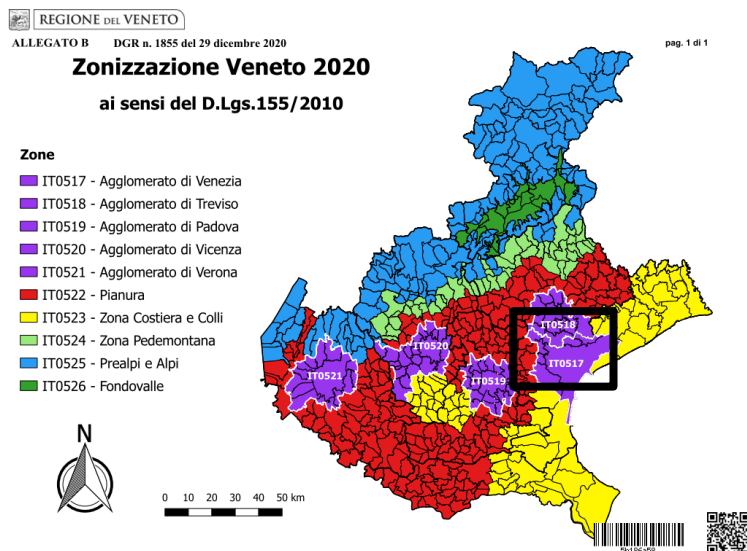 REGIONE DEL VENETO
ALLEGATO B DGR n. 1855 del 29 dicembre 2020 pag. 1 di 1
Zonizzazione Veneto 2020
ai sensi del D.Lgs.155/2010
Zone
IT0517 - Agglomerato di Venezia
IT0518 - Agglomerato di Treviso
IT0519 - Agglomerato di Padova
IT0520 - Agglomerato di Vicenza
IT0521 - Agglomerato di Verona
IT0522 - Pianura
IT0523 - Zona Costiera e Colli
IT0524 - Zona Pedemontana
IT0525 - Prealpi e Alpi
IT0526 - Fondovalle
IT0518
IT0520
IT0517
IT0521
IT0519
N
0 10 20 30 40 50 km